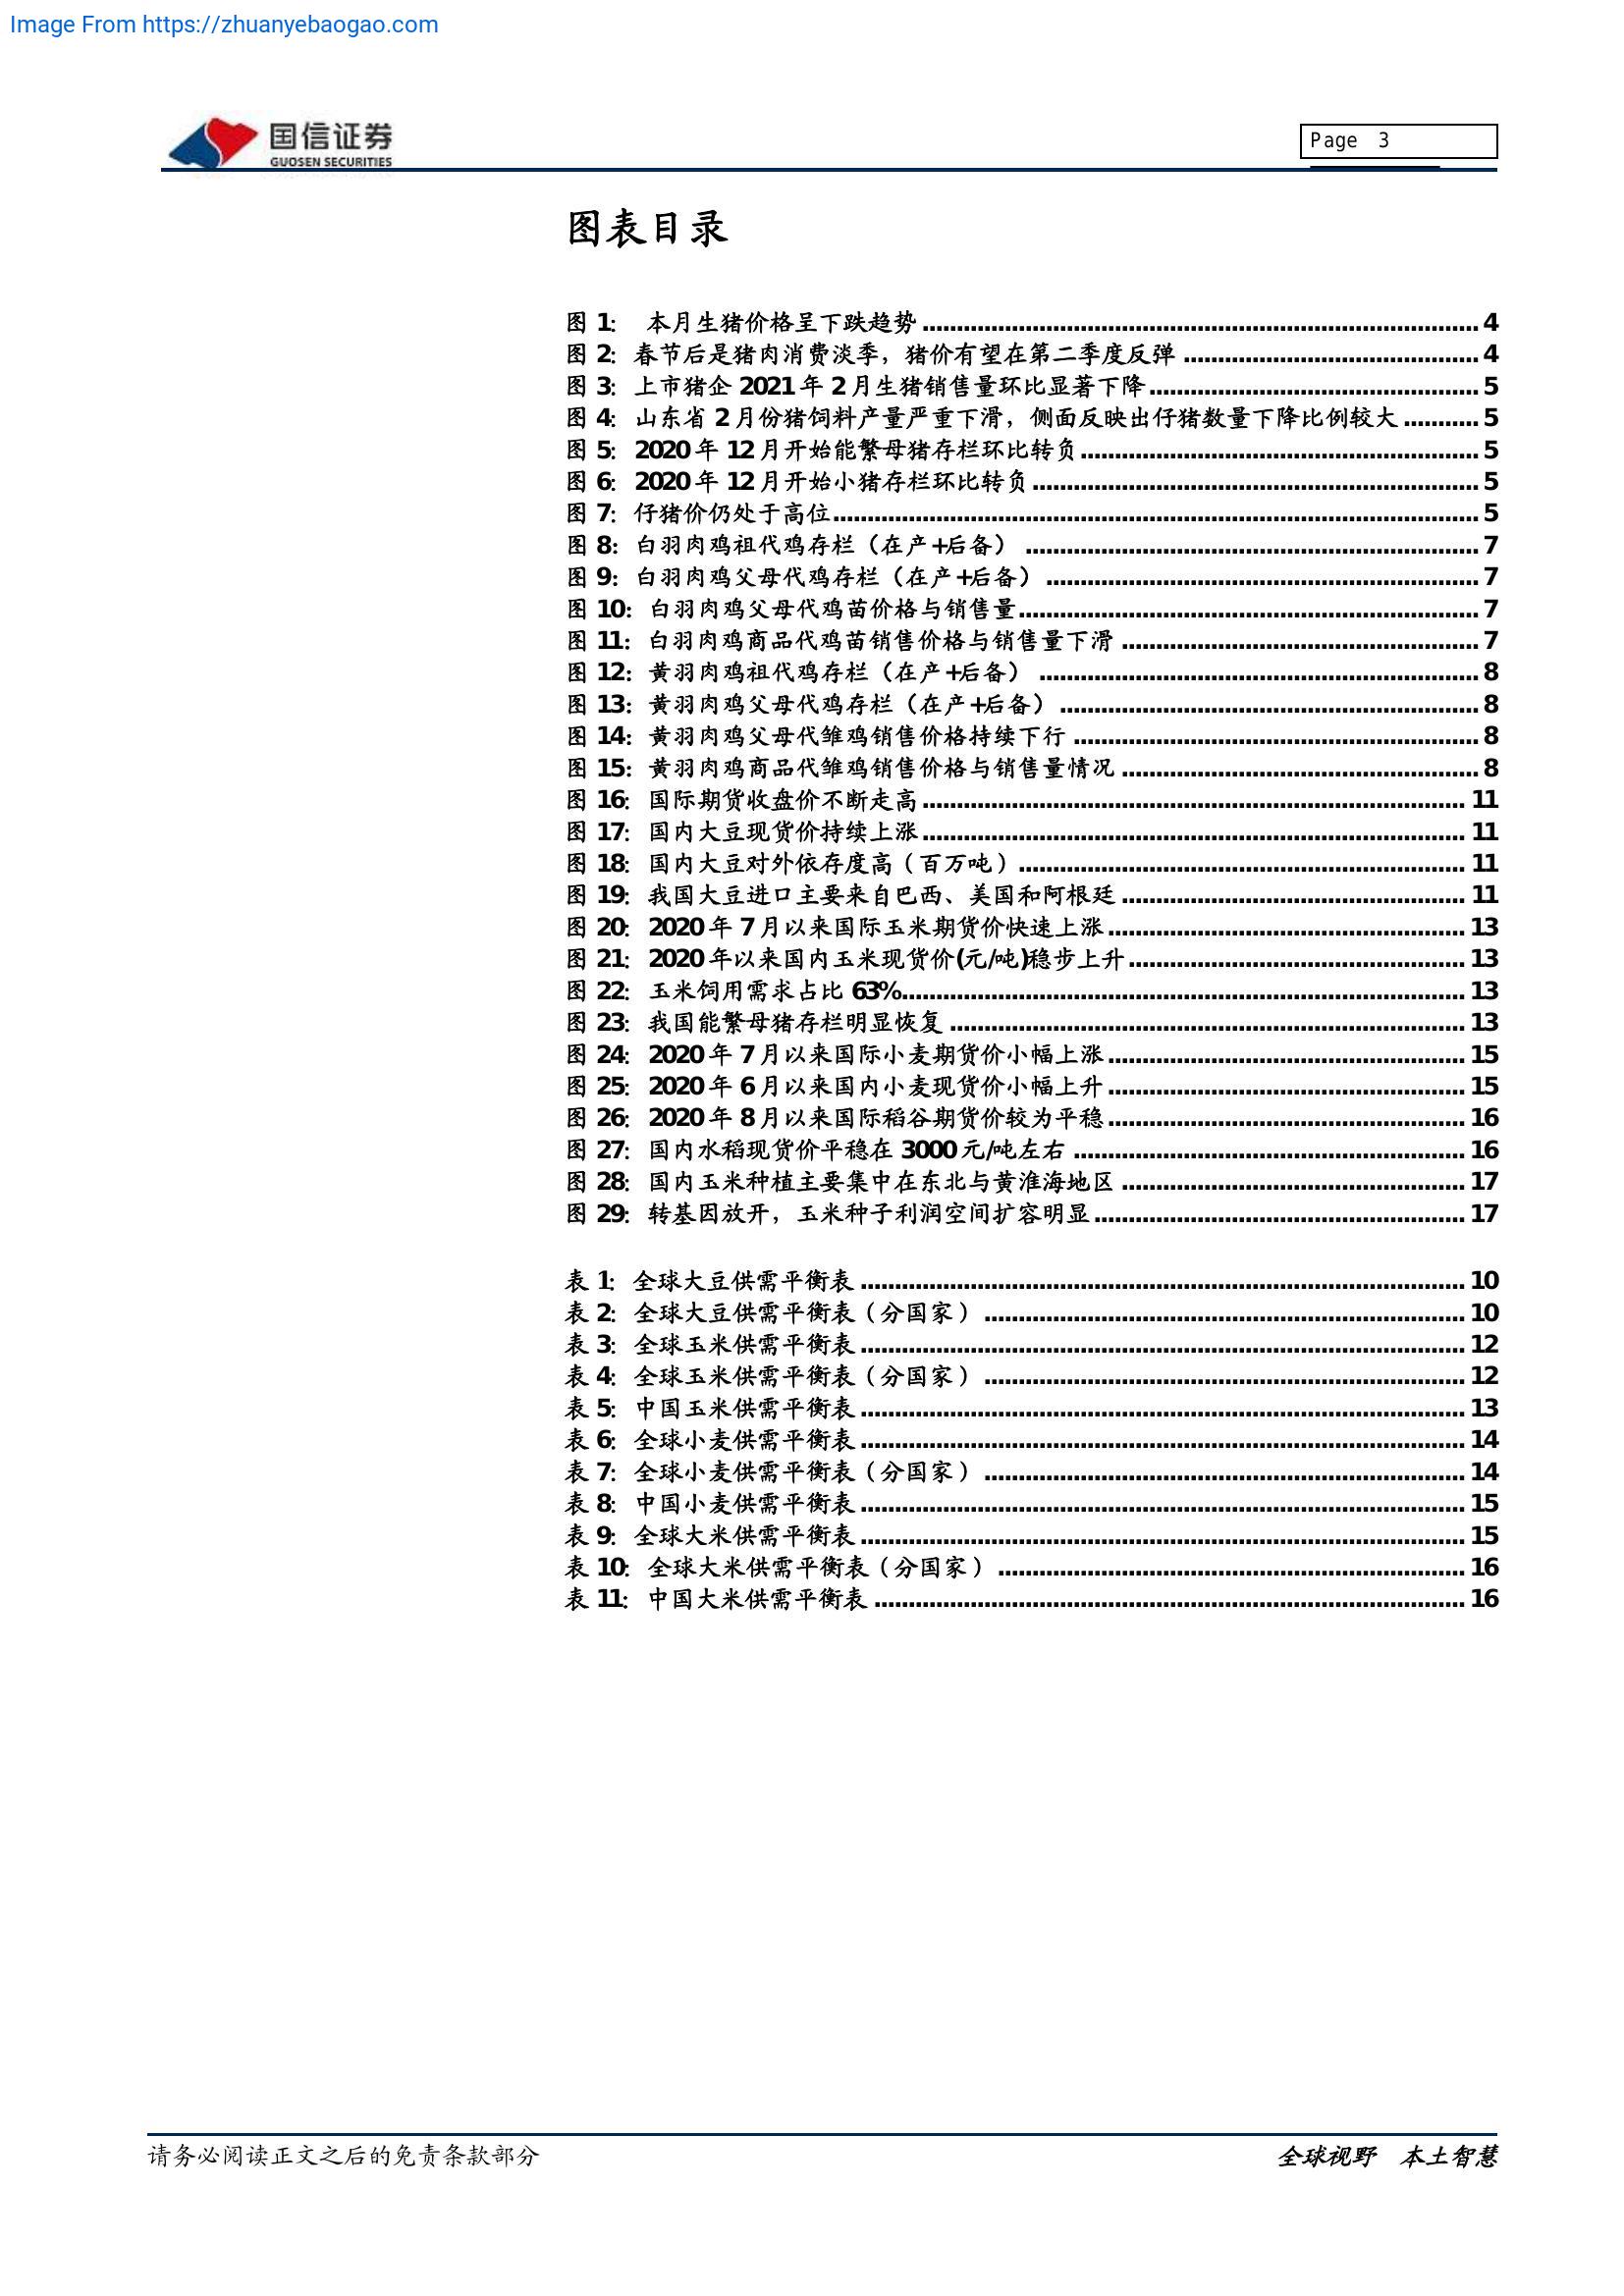 Image From https://zhuanyebaogao.com
国信证券
GUOSEN SECURITIES
Page 3
图表目录
图 1: 本月生猪价格呈下跌趋势 ........ 4
图 2: 春节后是猪肉消费淡季，猪价有望在第二季度反弹 ........ 4
图 3: 上市猪企 2021 年 2 月生猪销售量环比显著下降 ........ 5
图 4: 山东省 2 月份猪饲料产量严重下滑，侧面反映出仔猪数量下降比例较大 ........ 5
图 5: 2020 年 12 月开始能繁母猪存栏环比转负 ........ 5
图 6: 2020 年 12 月开始小猪存栏环比转负 ........ 5
图 7: 仔猪价仍处于高位 ........ 5
图 8: 白羽肉鸡祖代鸡存栏（在产+后备） ........ 7
图 9: 白羽肉鸡父母代鸡存栏（在产+后备） ........ 7
图 10: 白羽肉鸡父母代鸡苗价格与销售量 ........ 7
图 11: 白羽肉鸡商品代鸡苗销售价格与销售量下滑 ........ 7
图 12: 黄羽肉鸡祖代鸡存栏（在产+后备） ........ 8
图 13: 黄羽肉鸡父母代鸡存栏（在产+后备） ........ 8
图 14: 黄羽肉鸡父母代雏鸡销售价格持续下行 ........ 8
图 15: 黄羽肉鸡商品代雏鸡销售价格与销售量情况 ........ 8
图 16: 国际期货收盘价不断走高 ........ 11
图 17: 国内大豆现货价持续上涨 ........ 11
图 18: 国内大豆对外依存度高（百万吨） ........ 11
图 19: 我国大豆进口主要来自巴西、美国和阿根廷 ........ 11
图 20: 2020 年 7 月以来国际玉米期货价快速上涨 ........ 13
图 21: 2020 年以来国内玉米现货价(元/吨)稳步上升 ........ 13
图 22: 玉米饲用需求占比 63% ........ 13
图 23: 我国能繁母猪存栏明显恢复 ........ 13
图 24: 2020 年 7 月以来国际小麦期货价小幅上涨 ........ 15
图 25: 2020 年 6 月以来国内小麦现货价小幅上升 ........ 15
图 26: 2020 年 8 月以来国际稻谷期货价较为平稳 ........ 16
图 27: 国内水稻现货价平稳在 3000 元/吨左右 ........ 16
图 28: 国内玉米种植主要集中在东北与黄淮海地区 ........ 17
图 29: 转基因放开，玉米种子利润空间扩容明显 ........ 17
表 1: 全球大豆供需平衡表 ........ 10
表 2: 全球大豆供需平衡表（分国家） ........ 10
表 3: 全球玉米供需平衡表 ........ 12
表 4: 全球玉米供需平衡表（分国家） ........ 12
表 5: 中国玉米供需平衡表 ........ 13
表 6: 全球小麦供需平衡表 ........ 14
表 7: 全球小麦供需平衡表（分国家） ........ 14
表 8: 中国小麦供需平衡表 ........ 15
表 9: 全球大米供需平衡表 ........ 15
表 10: 全球大米供需平衡表（分国家） ........ 16
表 11: 中国大米供需平衡表 ........ 16
请务必阅读正文之后的免责条款部分
全球视野 本土智慧